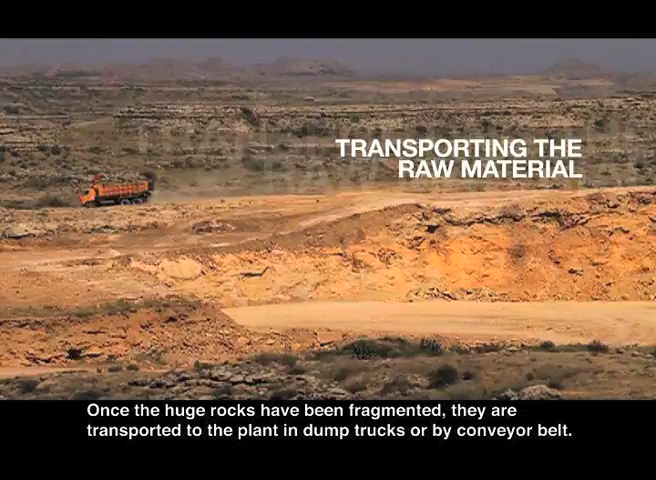 TRANSPORTING THE
RAW MATERIAL
Once the huge rocks have been fragmented, they are
transported to the plant in dump trucks or by conveyor belt.